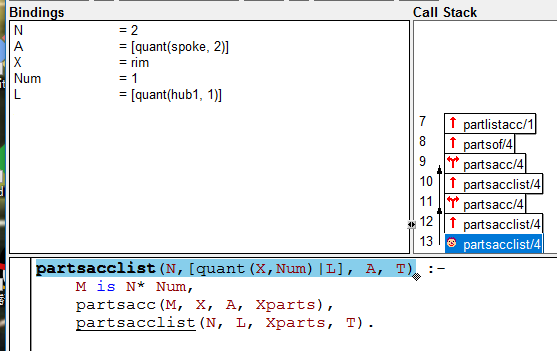 Bindings
N = 2
A = [quant(spoke, 2)]
X = rim
Num = 1
L = [quant(hub1, 1)]
Call Stack
7 partlistacc/1
8 partsof/4
9 partsacc/4
10 partsacclist/4
11 partsacc/4
12 partsacclist/4
13 partsacclist/4
partsacclist(N,[quant(X,Num)|L], A, T) :-
M is N* Num,
partsacc(M, X, A, Xparts),
partsacclist(N, L, Xparts, T).